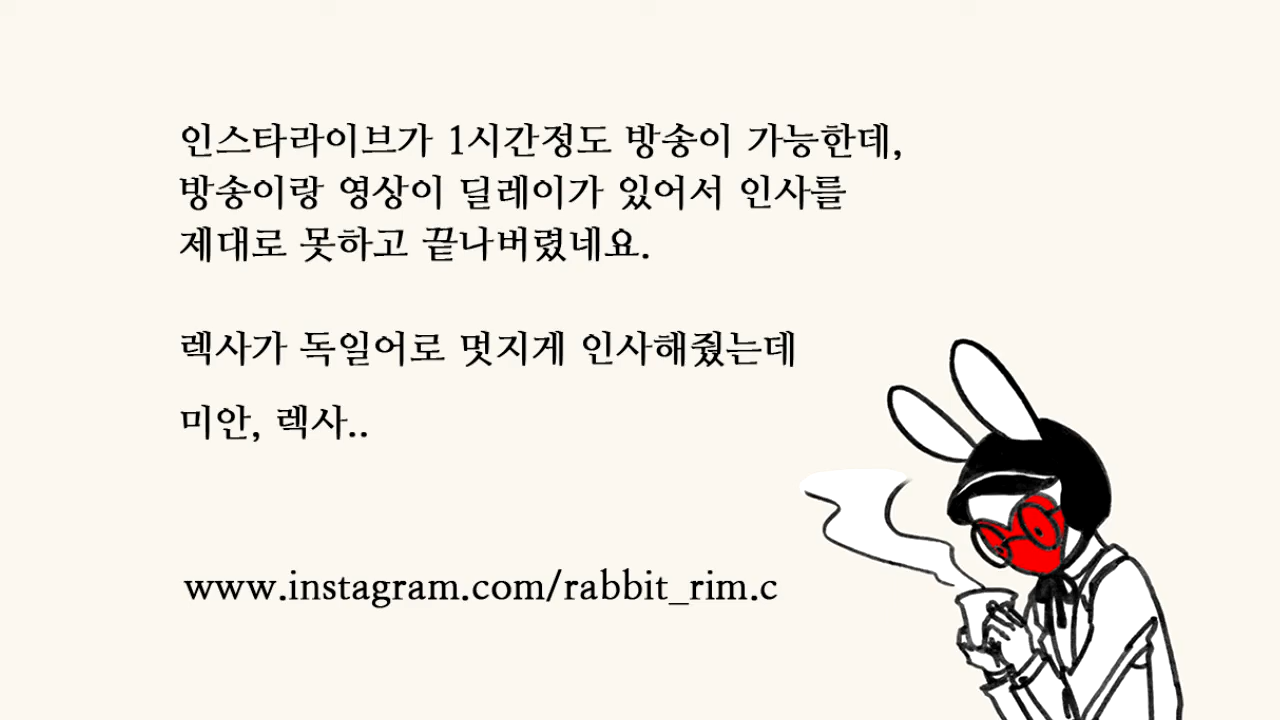 인스타라이브가 1시간정도 방송이 가능한데,
방송이랑 영상이 딜레이가 있어서 인사를
제대로 못하고 끝나버렸네요.
렉사가 독일어로 멋지게 인사해줬는데
미안, 렉사..
www.instagram.com/rabbit_rim.c